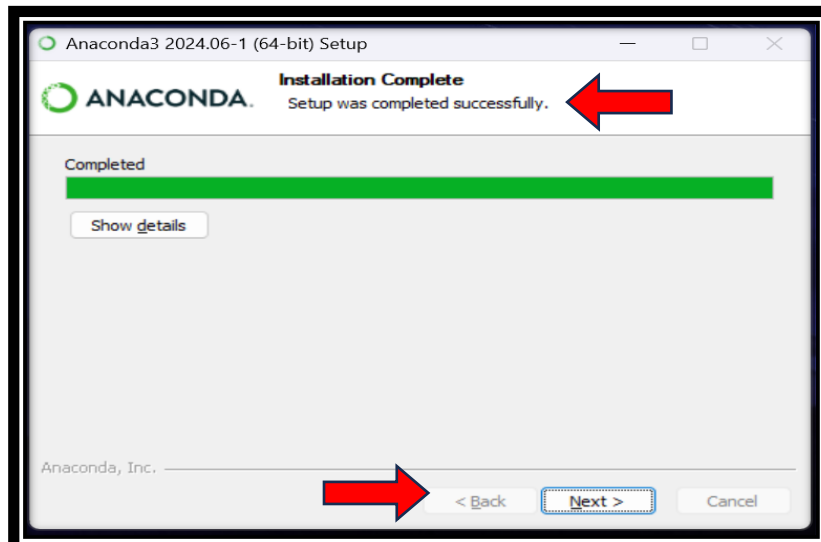 Anaconda3 2024.06-1 (64-bit) Setup
ANACONDA.
Installation Complete
Setup was completed successfully.
Completed
Show details
Anaconda, Inc.
< Back Next > Cancel